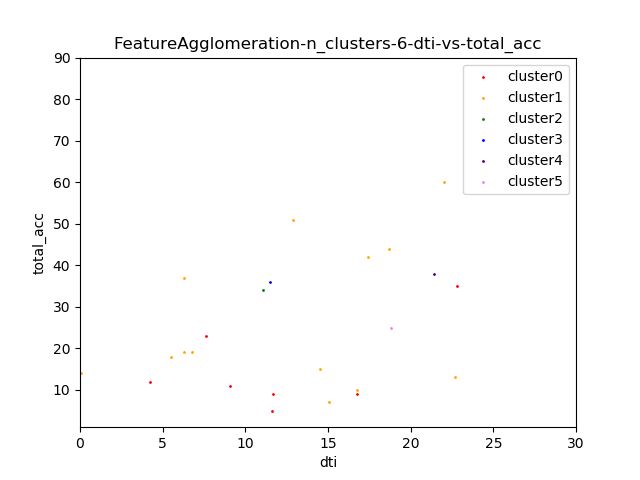 FeatureAgglomeration-n_clusters-6-dti-vs-total_acc
90
80
70
60
50
40
30
20
10
total_acc
cluster0
cluster1
cluster2
cluster3
cluster4
cluster5
0 5 10 15 20 25 30
dti